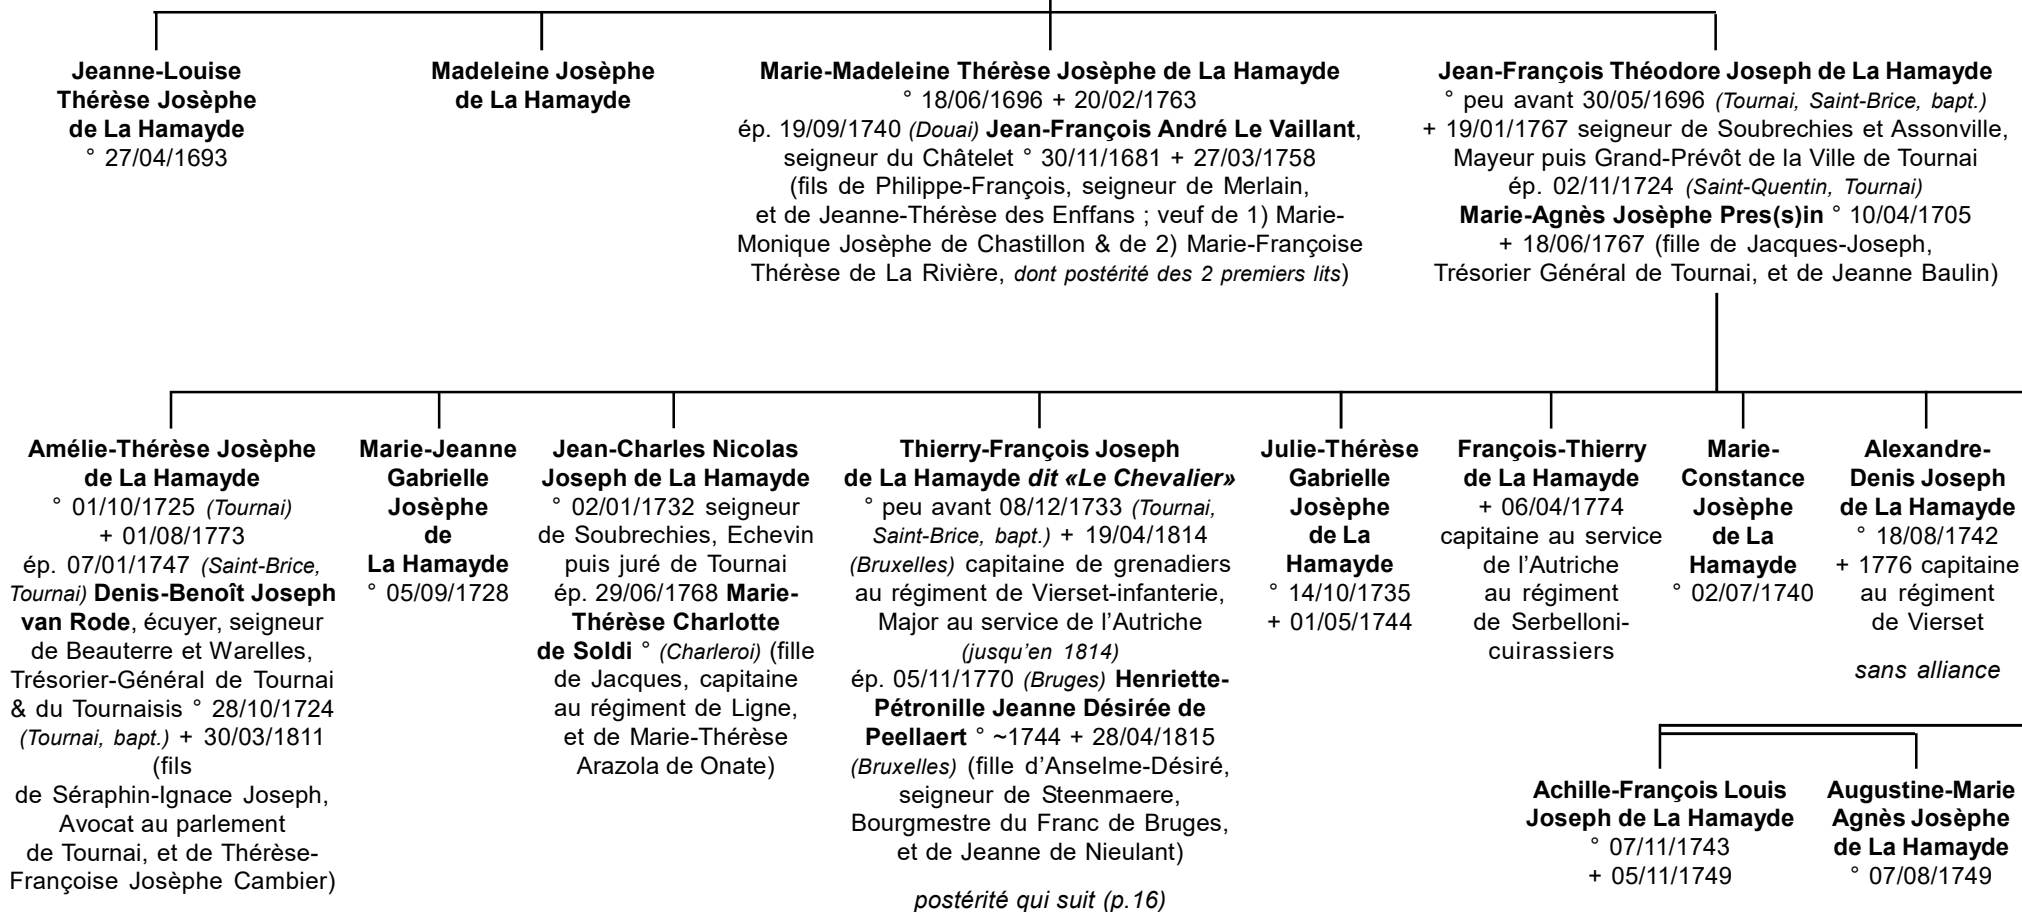 Jeanne-Louise
Thérèse Josèphe
de La Hamayde
° 27/04/1693
Madeleine Josèphe
de La Hamayde
Marie-Madeleine Thérèse Josèphe de La Hamayde
° 18/06/1696 + 20/02/1763
ép. 19/09/1740 (Douai) Jean-François André Le Vaillant,
seigneur du Châtelet ° 30/11/1681 + 27/03/1758
(fils de Philippe-François, seigneur de Merlain,
et de Jeanne-Thérèse des Enffans ; veuf de 1) Marie-
Monique Josèphe de Chastillon & de 2) Marie-Françoise
Thérèse de La Rivière, dont postérité des 2 premiers lits)
Jean-François Théodore Joseph de La Hamayde
° peu avant 30/05/1696 (Tournai, Saint-Brice, bapt.)
+ 19/01/1767 seigneur de Soubrechies et Assonville,
Mayeur puis Grand-Prévôt de la Ville de Tournai
ép. 02/11/1724 (Saint-Quentin, Tournai)
Marie-Agnès Josèphe Pres(s)in ° 10/04/1705
+ 18/06/1767 (fille de Jacques-Joseph,
Trésorier Général de Tournai, et de Jeanne Baulin)
Amélie-Thérèse Josèphe
de La Hamayde
° 01/10/1725 (Tournai)
+ 01/08/1773
ép. 07/01/1747 (Saint-Brice,
Tournai) Denis-Benoît Joseph
van Rode, écuyer, seigneur
de Beauterre et Warelles,
Trésorier-Général de Tournai
& du Tournaisis ° 28/10/1724
(Tournai, bapt.) + 30/03/1811
(fils
de Séraphin-Ignace Joseph,
Avocat au parlement
de Tournai, et de Thérèse-
Françoise Josèphe Cambier)
Marie-Jeanne
Gabrielle
Josèphe
de
La Hamayde
° 05/09/1728
Jean-Charles Nicolas
Joseph de La Hamayde
° 02/01/1732 seigneur
de Soubrechies, Echevin
puis juré de Tournai
ép. 29/06/1768 Marie-
Thérèse Charlotte
de Soldi ° (Charleroi) (fille
de Jacques, capitaine
au régiment de Ligne,
et de Marie-Thérèse
Arazola de Onate)
Thierry-François Joseph
de La Hamayde dit «Le Chevalier»
° peu avant 08/12/1733 (Tournai,
Saint-Brice, bapt.) + 19/04/1814
(Bruxelles) capitaine de grenadiers
au régiment de Vierset-infanterie,
Major au service de l'Autriche
(jusqu'en 1814)
ép. 05/11/1770 (Bruges) Henriette-
Pétronille Jeanne Désirée de
Peellaert ° ~1744 + 28/04/1815
(Bruxelles) (fille d'Anselme-Désiré,
seigneur de Steenmaere,
Bourgmestre du Franc de Bruges,
et de Jeanne de Nieulant)
postérité qui suit (p.16)
Julie-Thérèse
Gabrielle
Josèphe
de La
Hamayde
° 14/10/1735
+ 01/05/1744
François-Thierry
de La Hamayde
+ 06/04/1774
capitaine au service
de l'Autriche
au régiment
de Serbelloni-
cuirassiers
Marie-
Constance
Josèphe
de La
Hamayde
° 02/07/1740
Alexandre-
Denis Joseph
de La Hamayde
° 18/08/1742
+ 1776 capitaine
au régiment
de Vierset
sans alliance
Achille-François Louis
Joseph de La Hamayde
° 07/11/1743
+ 05/11/1749
Augustine-Marie
Agnès Josèphe
de La Hamayde
° 07/08/1749